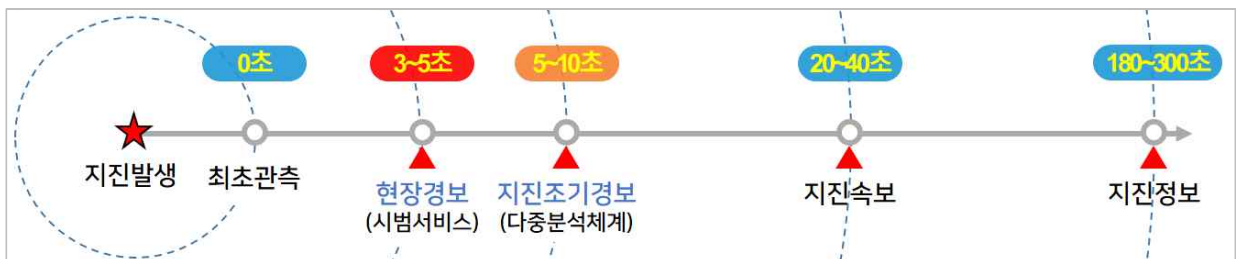 0초
3~5초
5~10초
20~40초
180~300초
지진발생
최초관측
현장경보
(시범서비스)
지진조기경보
(다중분석체계)
지진속보
지진정보